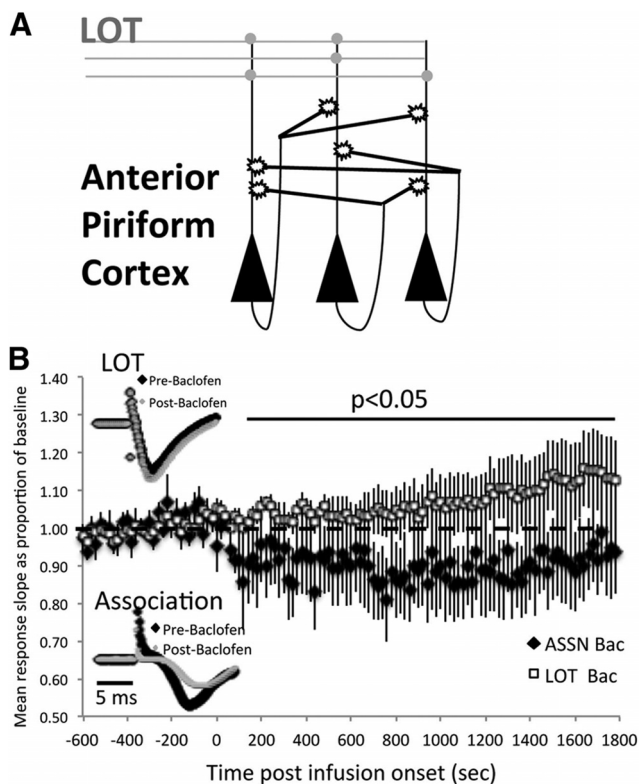 A
LOT
Anterior
Piriform
Cortex
B
LOT
Pre-Baclofen
Post-Baclofen
p<0.05
Mean response slope as proportion of baseline
1.40
1.30
1.20
1.10
1.00
0.90
0.80
0.70
0.60
0.50
Association
Pre-Baclofen
Post-Baclofen
5 ms
ASSN Bac
LOT Bac
-600 -400 -200 0 200 400 600 800 1000 1200 1400 1600 1800
Time post infusion onset (sec)